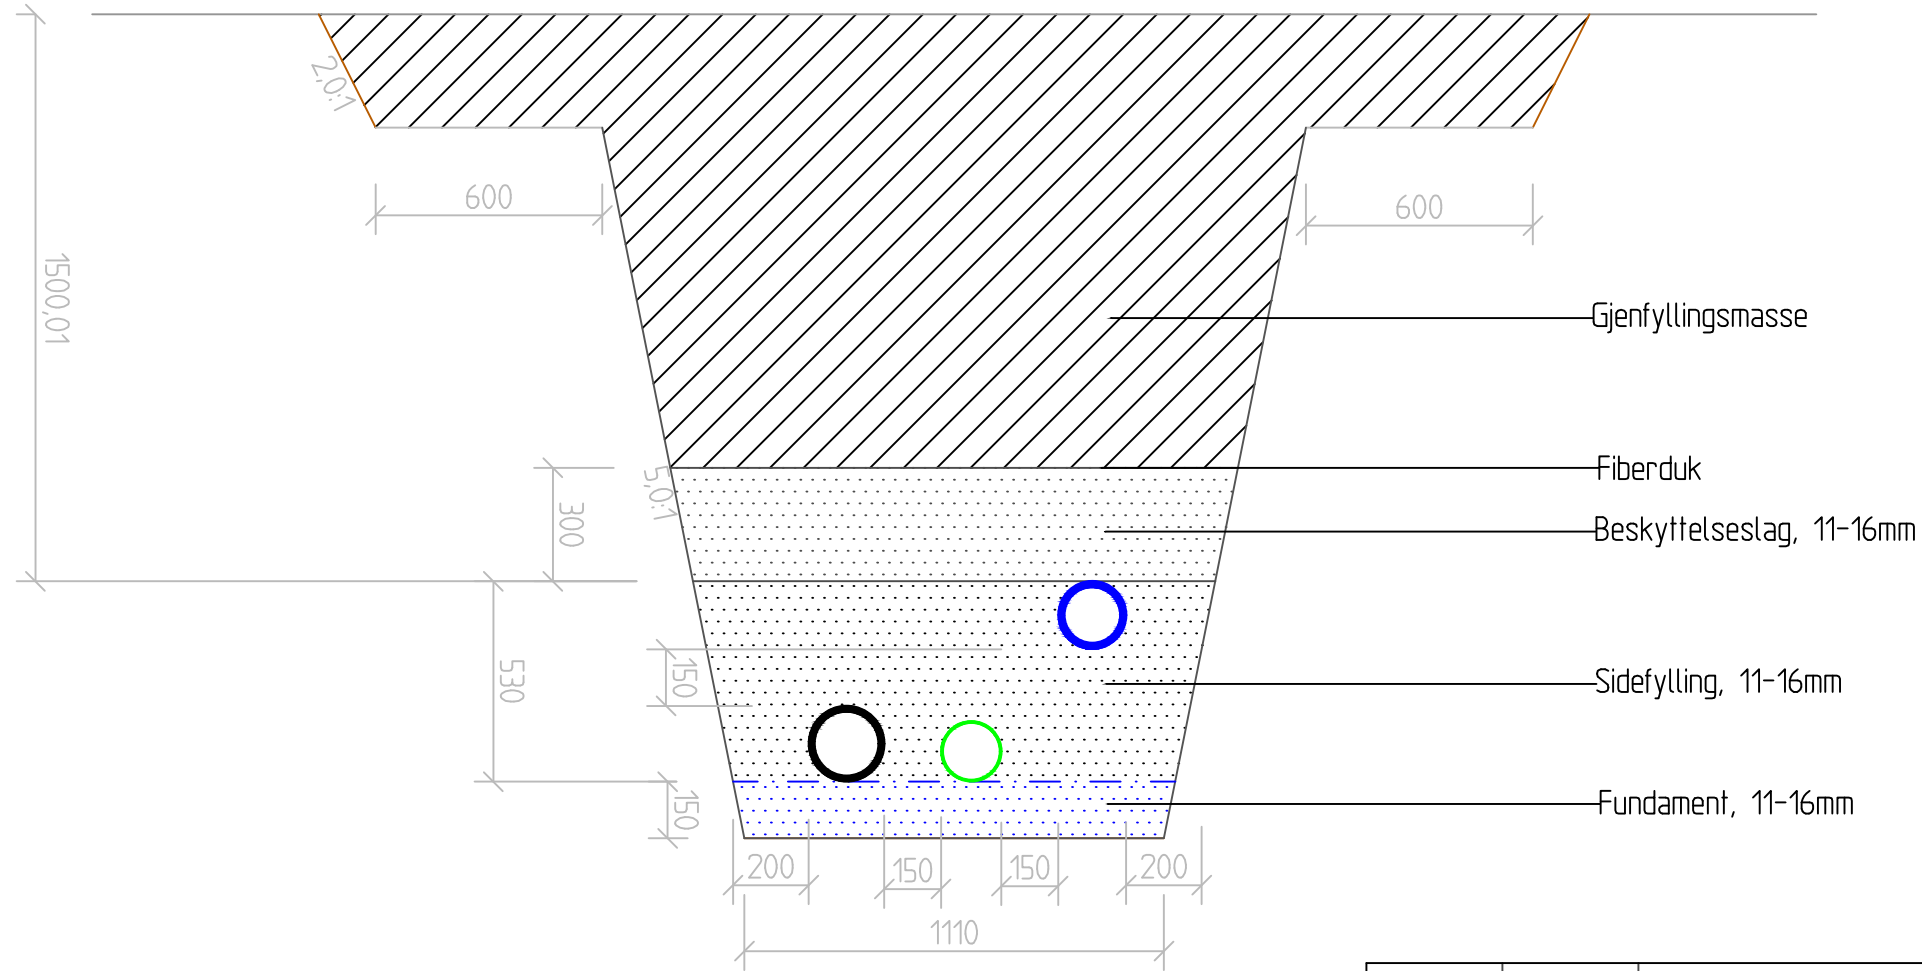 2,0:1
600
600
1500,01
Gjenfyllingsmasse
Fiberduk
5,0:1
300
Beskyttelseslag, 11-16mm
530
150
Sidefylling, 11-16mm
150
Fundament, 11-16mm
200
150
150
200
1110